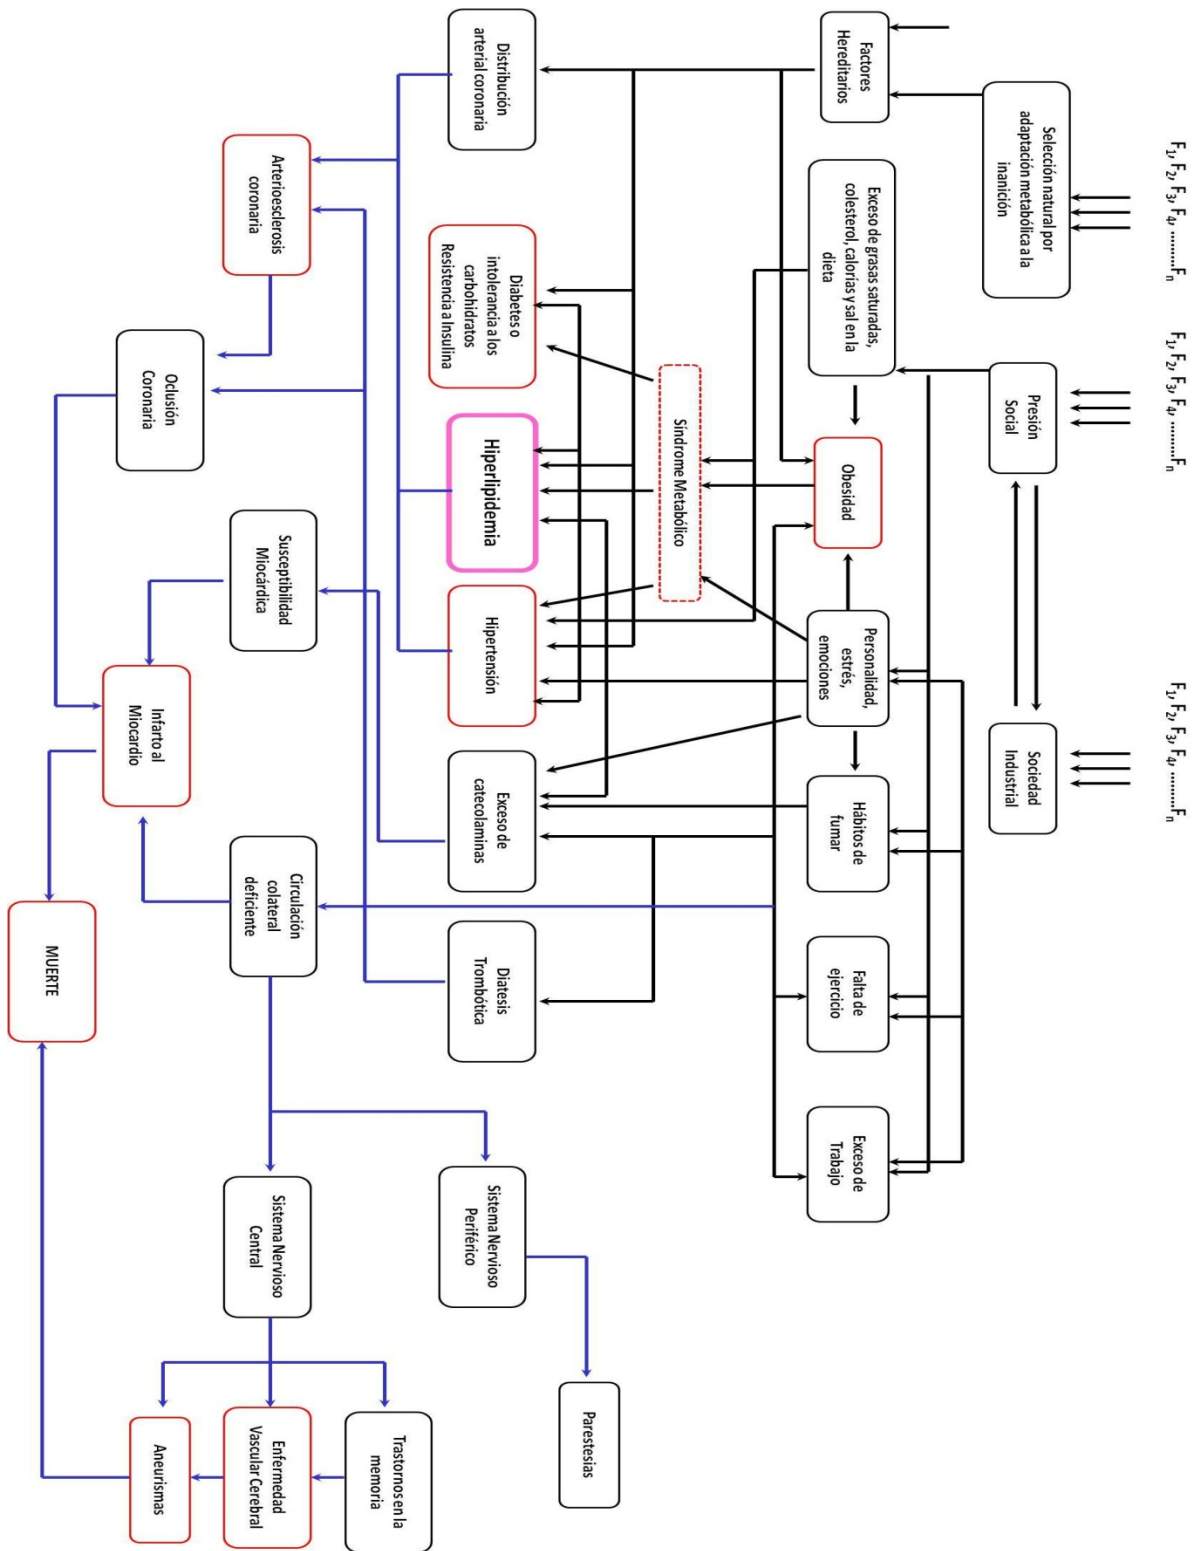 F1, F2, F3, F4, .........Fn
F1, F2, F3, F4, .........Fn
F1, F2, F3, F4, .........Fn
Selección natural por
adaptación metabólica a la
inanición
Presión
Social
Sociedad
Industrial
Factores
Hereditarios
Exceso de grasas saturadas,
colesterol, calorías y sal en la
dieta
Obesidad
Personalidad,
estrés,
emociones
Hábitos de
fumar
Falta de
ejercicio
Exceso de
Trabajo
Síndrome Metabólico
Distribución
arterial coronaria
Diabetes o
intolerancia a los
carbohidratos
Resistencia a Insulina
Hiperlipidemia
Hipertensión
Exceso de
catecolaminas
Diatesis
Trombótica
Sistema Nervioso
Periférico
Parestesias
Arterioesclerosis
coronaria
Susceptibilidad
Miocárdica
Circulación
colateral
deficiente
Sistema Nervioso
Central
Trastornos en la
memoria
Oclusión
Coronaria
Infarto al
Miocardio
Enfermedad
Vascular Cerebral
Aneurismas
MUERTE